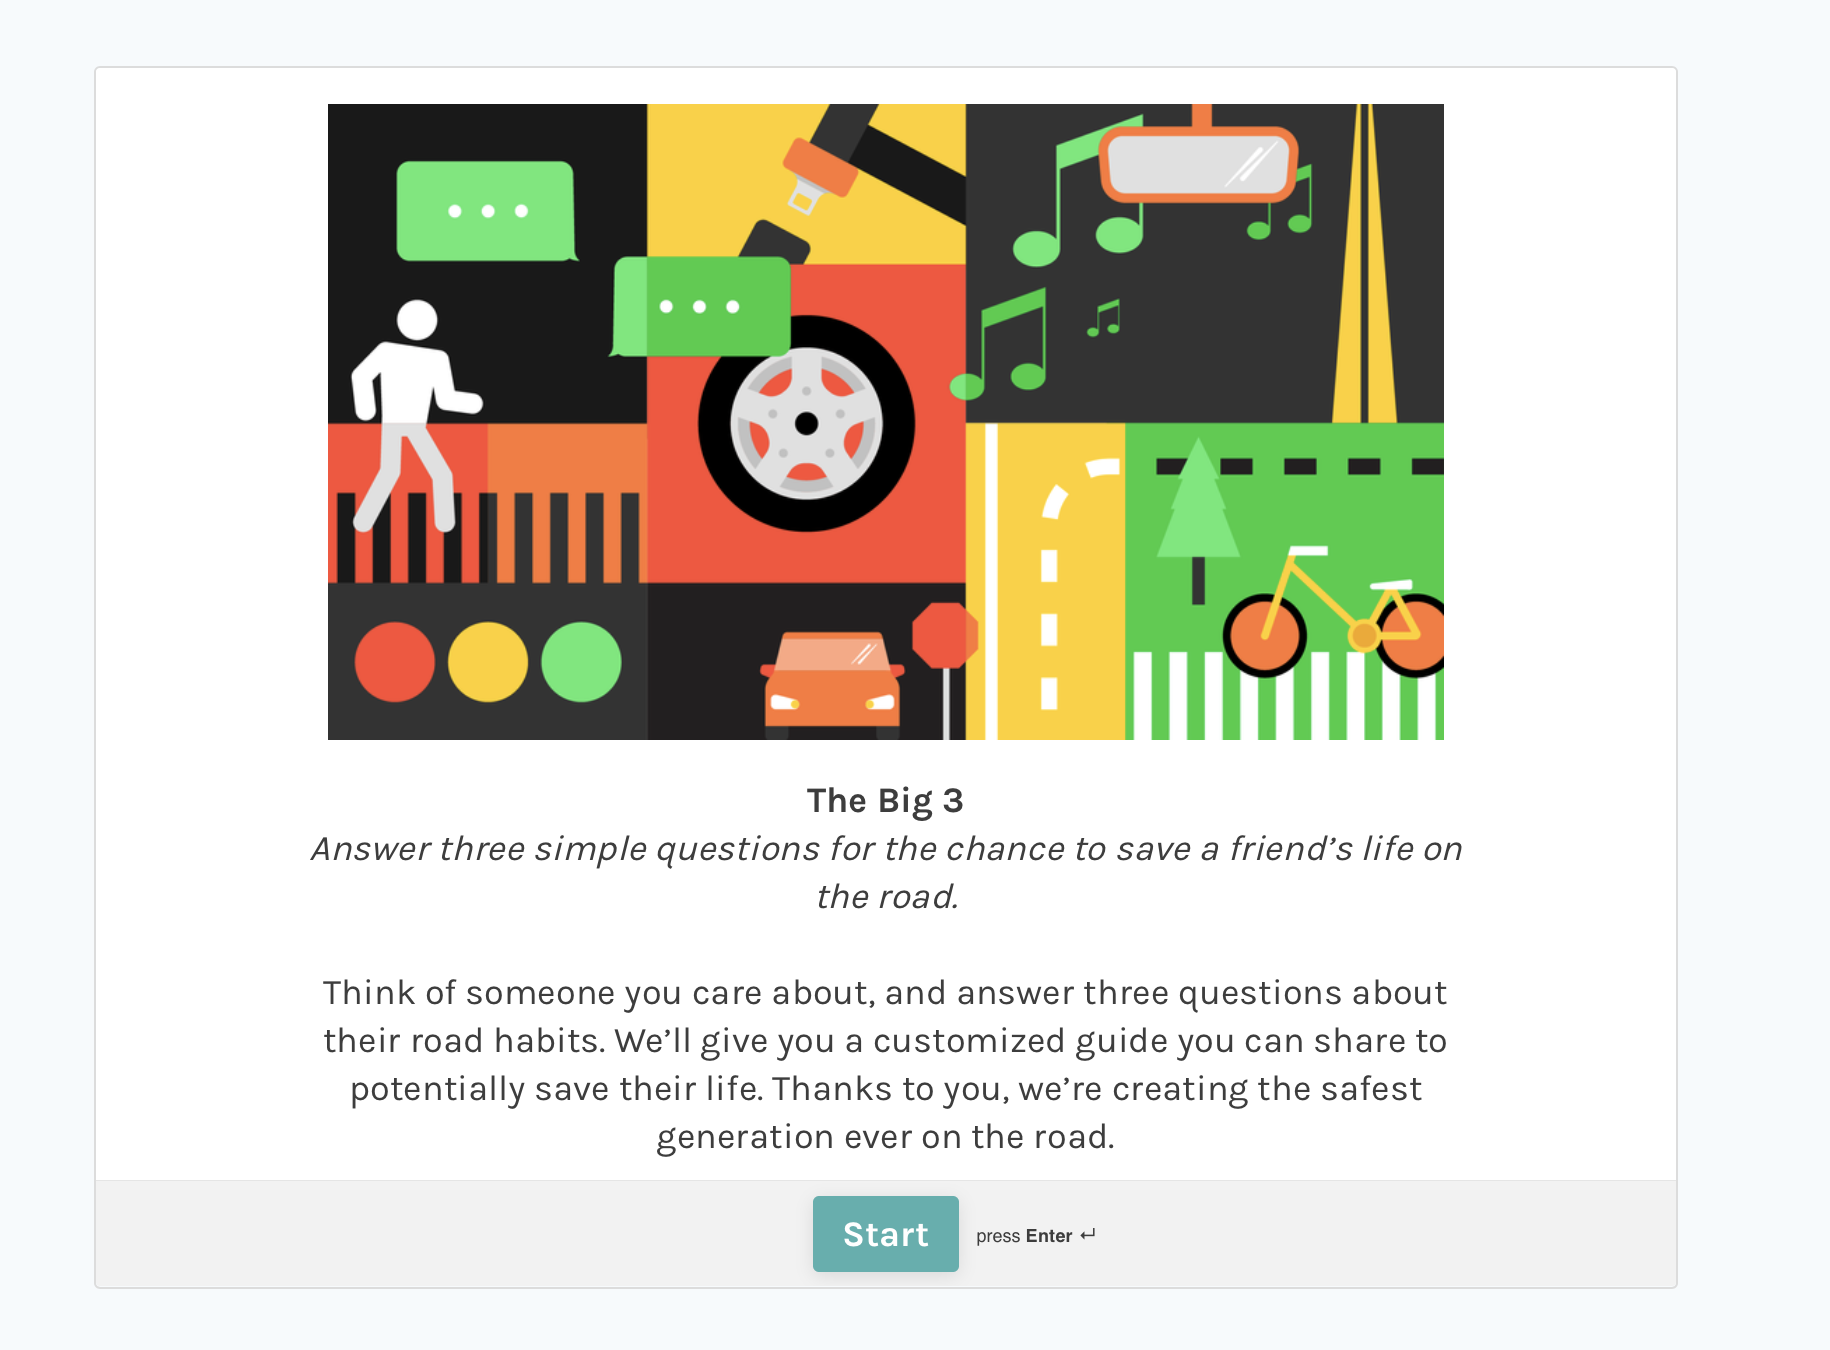 The Big 3
Answer three simple questions for the chance to save a friend’s life on
the road.
Think of someone you care about, and answer three questions about
their road habits. We’ll give you a customized guide you can share to
potentially save their life. Thanks to you, we’re creating the safest
generation ever on the road.
Start press Enter ↵